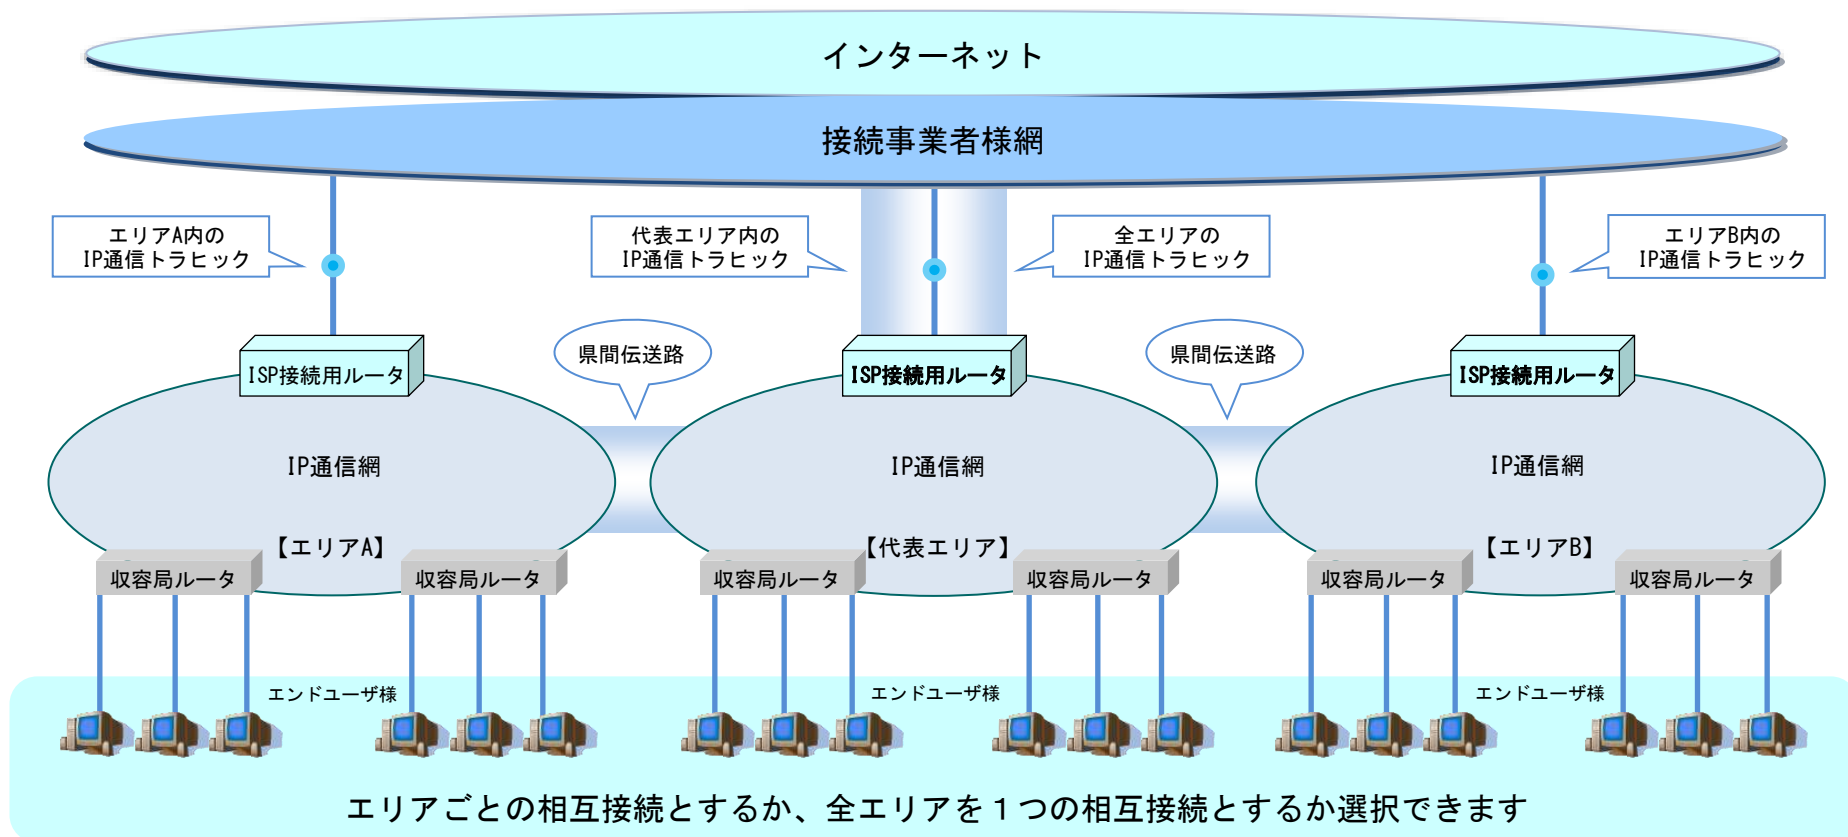 インターネット
接続事業者様網
エリアA内の
IP通信トラヒック
代表エリア内の
IP通信トラヒック
全エリアの
IP通信トラヒック
エリアB内の
IP通信トラヒック
県間伝送路
県間伝送路
ISP接続用ルータ
ISP接続用ルータ
ISP接続用ルータ
IP通信網
IP通信網
IP通信網
【エリアA】
【代表エリア】
【エリアB】
収容局ルータ
収容局ルータ
収容局ルータ
収容局ルータ
収容局ルータ
収容局ルータ
エンドユーザ様
エンドユーザ様
エンドユーザ様
エリアごとの相互接続とするか、全エリアを１つの相互接続とするか選択できます